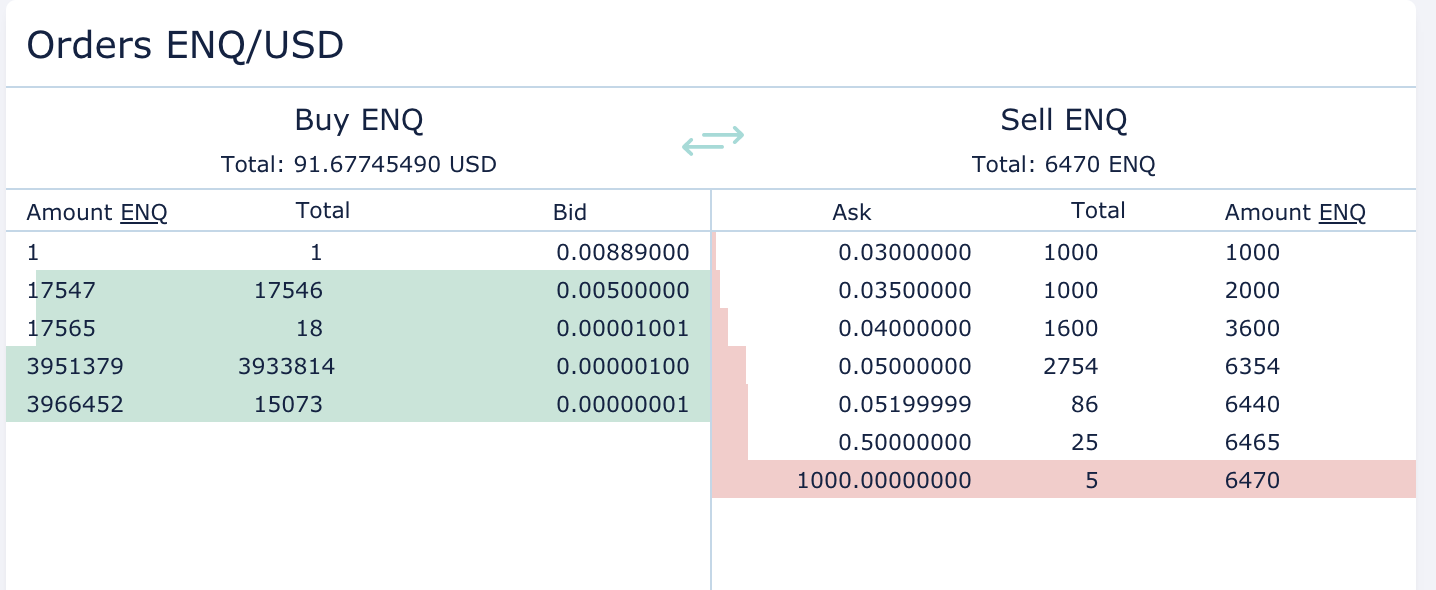 Orders ENQ/USD
Buy ENQ
Total: 91.67745490 USD
Sell ENQ
Total: 6470 ENQ
Amount ENQ Total Bid
1 1 0.00889000
17547 17546 0.00500000
17565 18 0.00001001
3951379 3933814 0.00000100
3966452 15073 0.00000001
Ask Total Amount ENQ
0.03000000 1000 1000
0.03500000 1000 2000
0.04000000 1600 3600
0.05000000 2754 6354
0.05199999 86 6440
0.50000000 25 6465
1000.00000000 5 6470